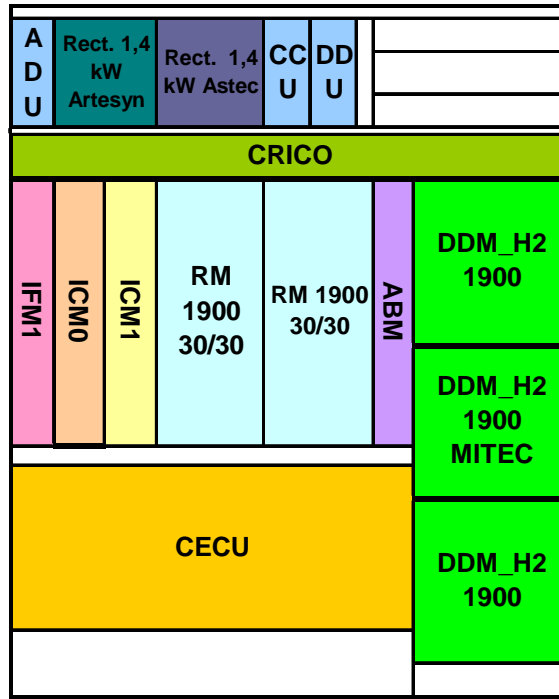 A
D
U
Rect. 1,4
kW
Artesyn
Rect. 1,4
kW Astec
CC
U
DD
U
CRICO
IFM1
ICM0
ICM1
RM
1900
30/30
RM 1900
30/30
ABM
DDM_H2
1900
DDM_H2
1900
MITEC
CECU
DDM_H2
1900